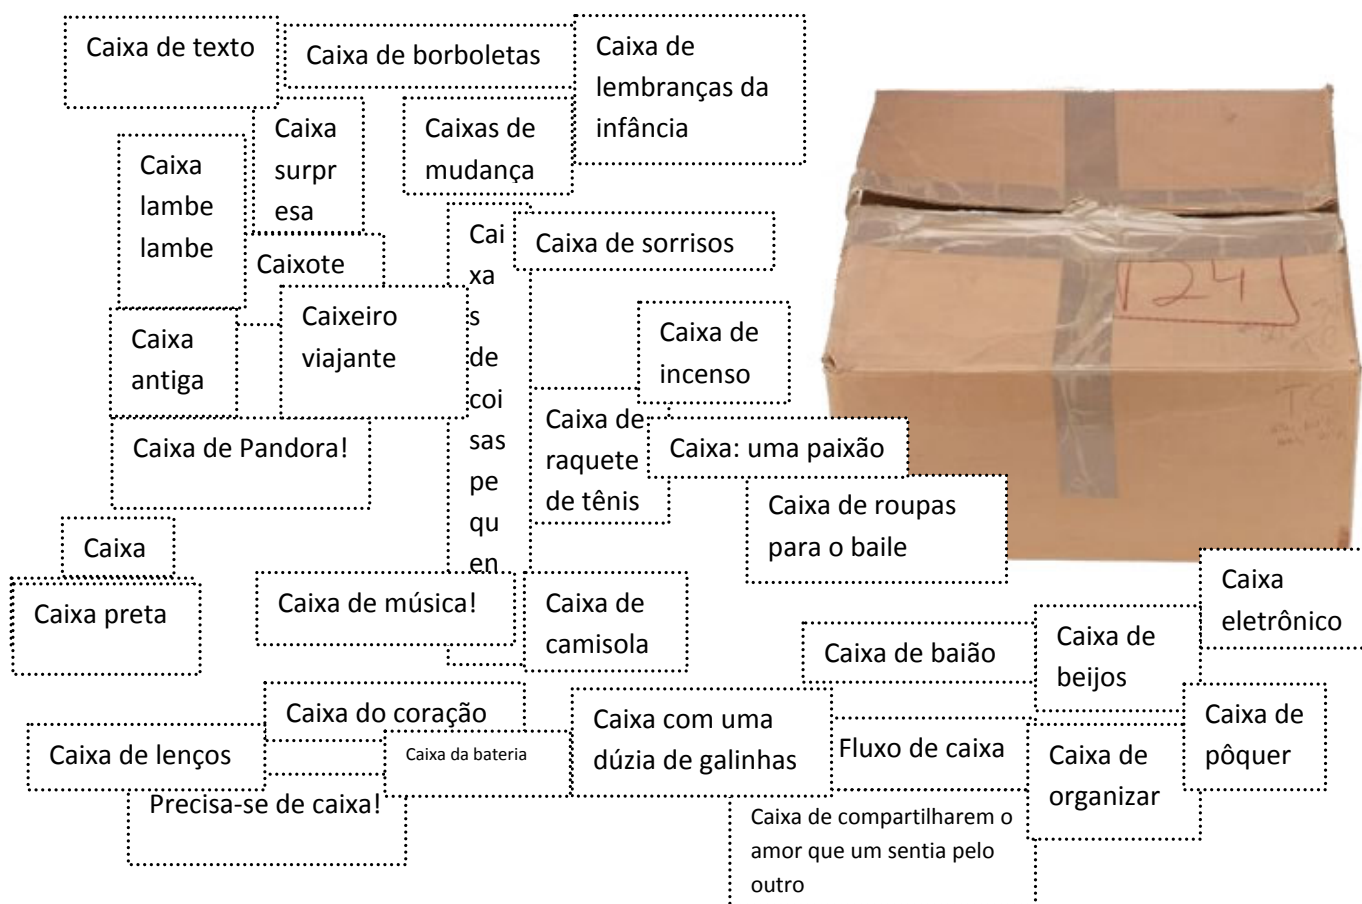 Caixa de texto
Caixa de borboletas
Caixa de
lembranças da
infância
Caixa
surpr
esa
Caixas de
mudança
Caixa
lambe
lambe
Cai
xa
s
de
coi
sas
pe
qu
en
Caixa de sorrisos
Caixote
Caixeiro
viajante
Caixa
antiga
Caixa de
incenso
Caixa de
raquete
de tênis
Caixa de Pandora!
Caixa: uma paixão
Caixa de roupas
para o baile
Caixa
Caixa preta
Caixa de música!
Caixa de
camisola
Caixa
eletrônico
Caixa de baião
Caixa de
beijos
Caixa do coração
Caixa de lenços
Caixa da bateria
Caixa com uma
dúzia de galinhas
Fluxo de caixa
Caixa de
organizar
Caixa de
pôquer
Precisa-se de caixa!
Caixa de compartilharem o
amor que um sentia pelo
outro
124
TC